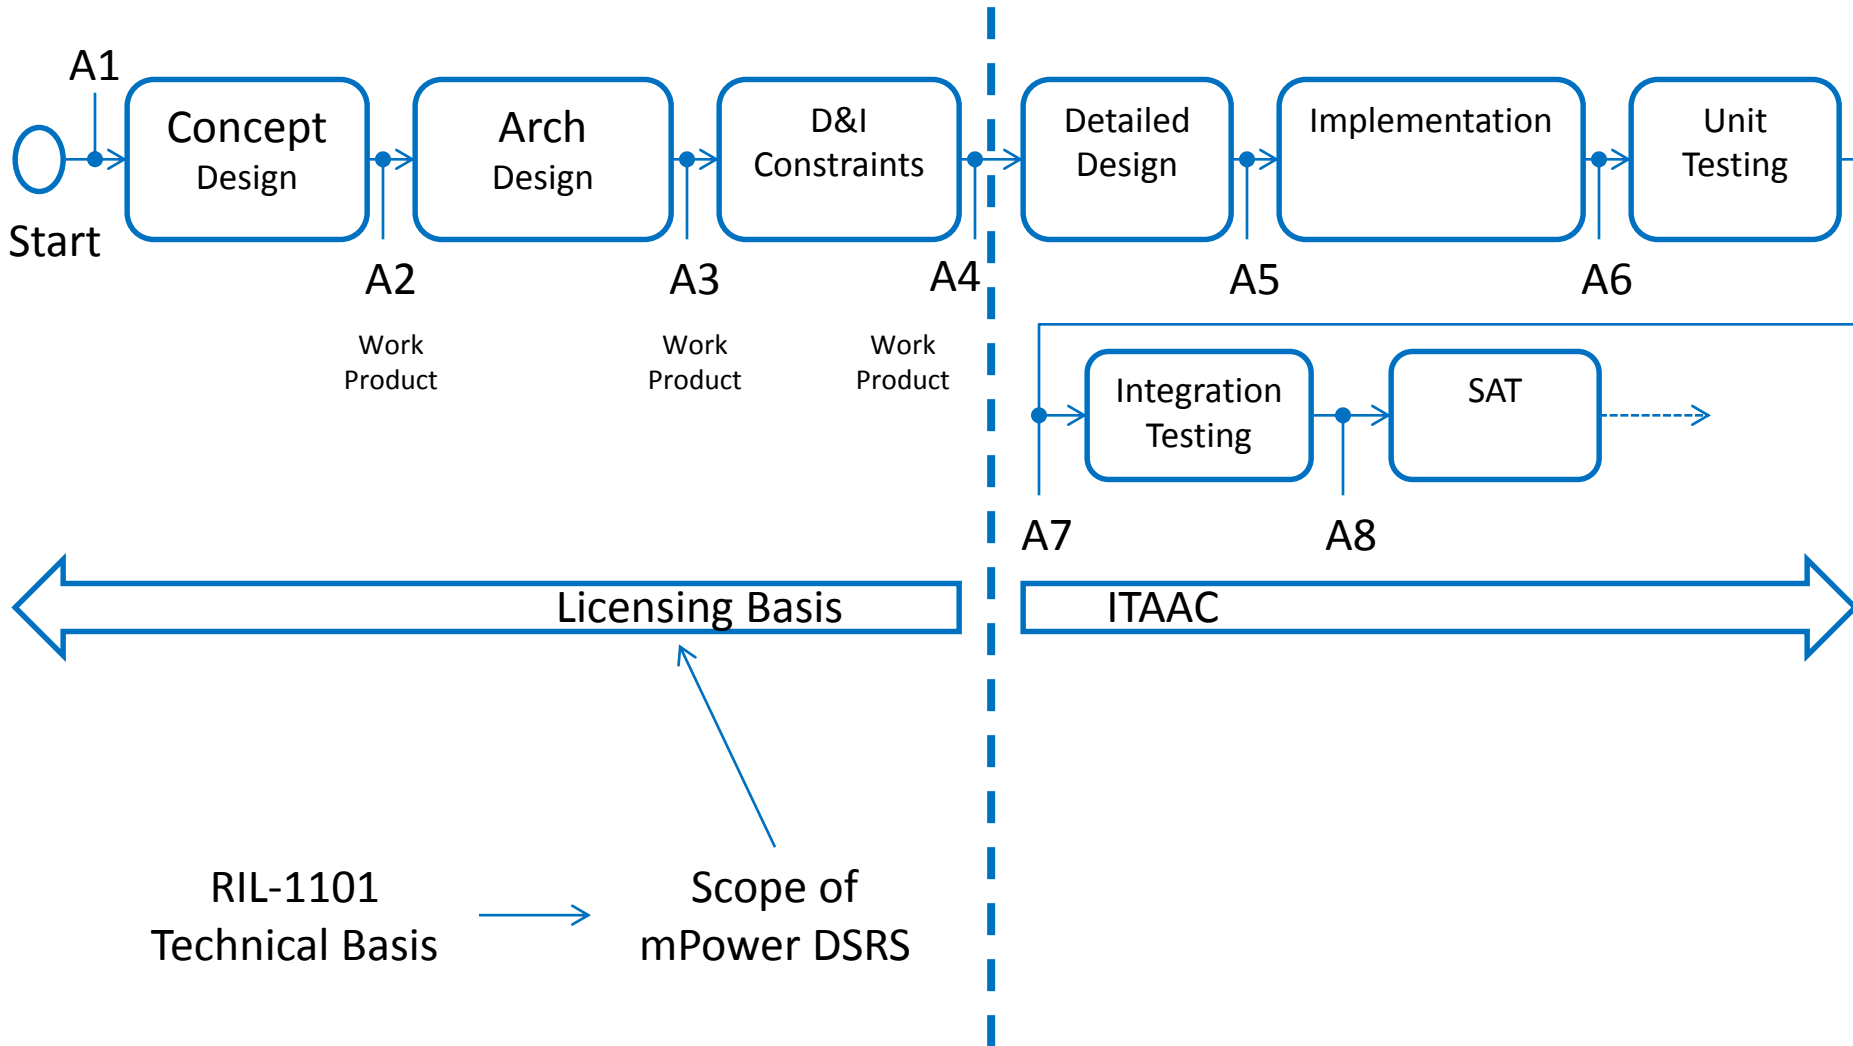 A1
Concept
Design
Arch
Design
D&I
Constraints
Detailed
Design
Implementation
Unit
Testing
Start
A2
A3
A4
A5
A6
Work
Product
Work
Product
Work
Product
Integration
Testing
SAT
A7
A8
Licensing Basis
ITAAC
RIL-1101
Technical Basis
Scope of
mPower DSRS